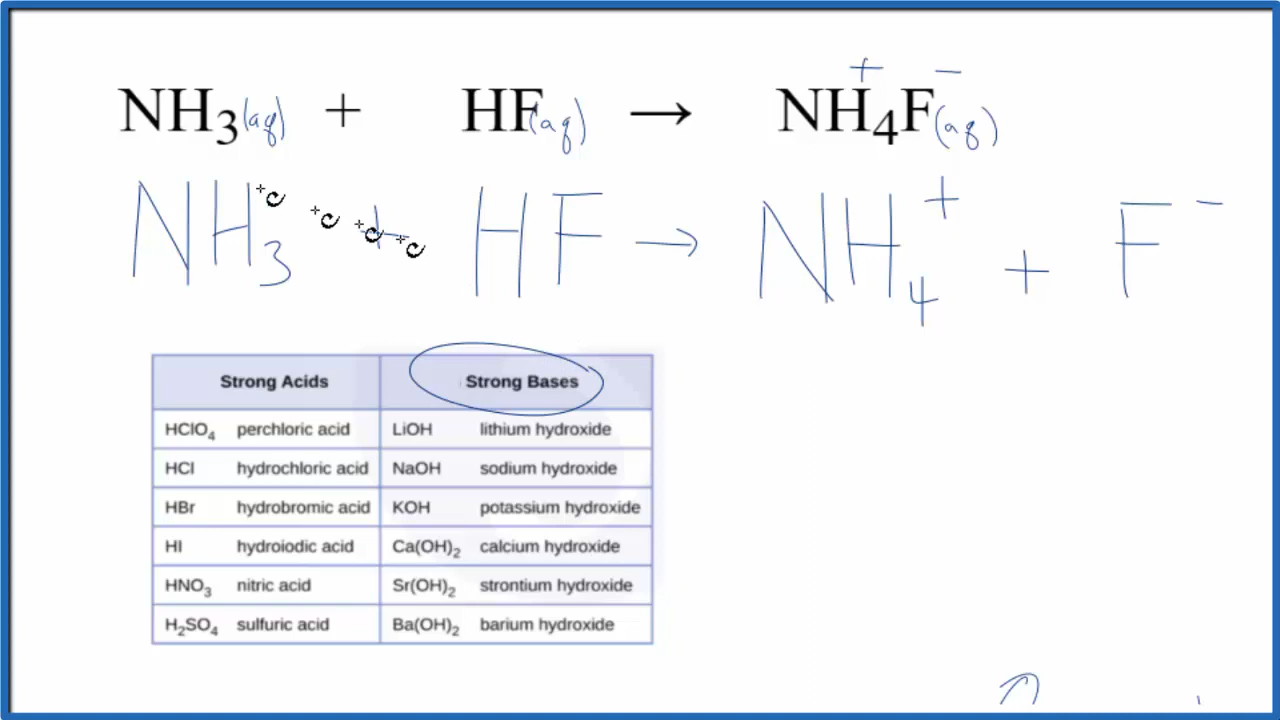 + −
NH₃(aq) + HF(aq) → NH₄F(aq)
NH₃ + HF → NH₄⁺ + F⁻
Strong Acids Strong Bases
HClO₄ perchloric acid LiOH lithium hydroxide
HCl hydrochloric acid NaOH sodium hydroxide
HBr hydrobromic acid KOH potassium hydroxide
HI hydroiodic acid Ca(OH)₂ calcium hydroxide
HNO₃ nitric acid Sr(OH)₂ strontium hydroxide
H₂SO₄ sulfuric acid Ba(OH)₂ barium hydroxide